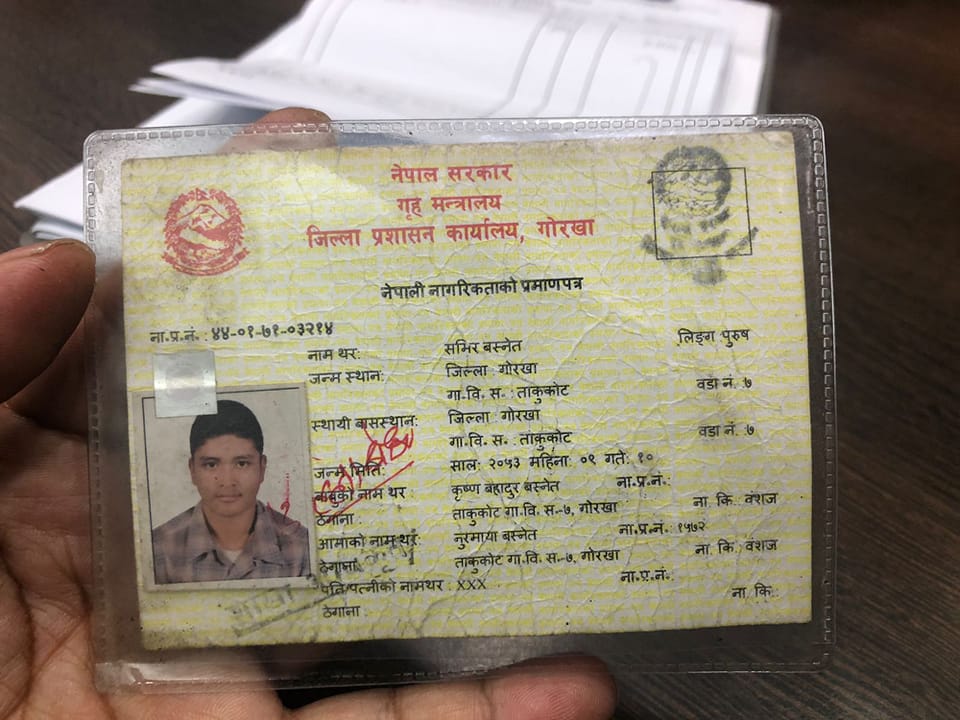 नेपाल सरकार
गृह मन्त्रालय
जिल्ला प्रशासन कार्यालय, गोरखा
नेपाली नागरिकताको प्रमाणपत्र
ना.प्र.नं. : ४४-०१-७१-०३२१४
नाम थर: समिर बस्नेत लिङ्ग पुरुष
जन्म स्थान: जिल्ला : गोरखा
गा.वि. स. : ताकुकोट वडा नं. ७
स्थायी बासस्थान: जिल्ला : गोरखा
गा.वि. स. : ताकुकोट वडा नं. ७
जन्म मिति: साल: २०५३ महिना: ०९ गते: १०
बाबुको नाम थर : कृष्ण बहादुर बस्नेत ना.प्र.नं.:
ठेगाना: ताकुकोट गा.वि. स.-७, गोरखा ना. कि. वंशज
आमाको नाम थर: नुरमाया बस्नेत ना.प्र.नं.: १५७२
ठेगाना: ताकुकोट गा.वि. स.-७, गोरखा ना. कि. वंशज
पति/पत्नीको नामथर : XXX ना.प्र.नं.:
ठेगाना : ना. कि.: